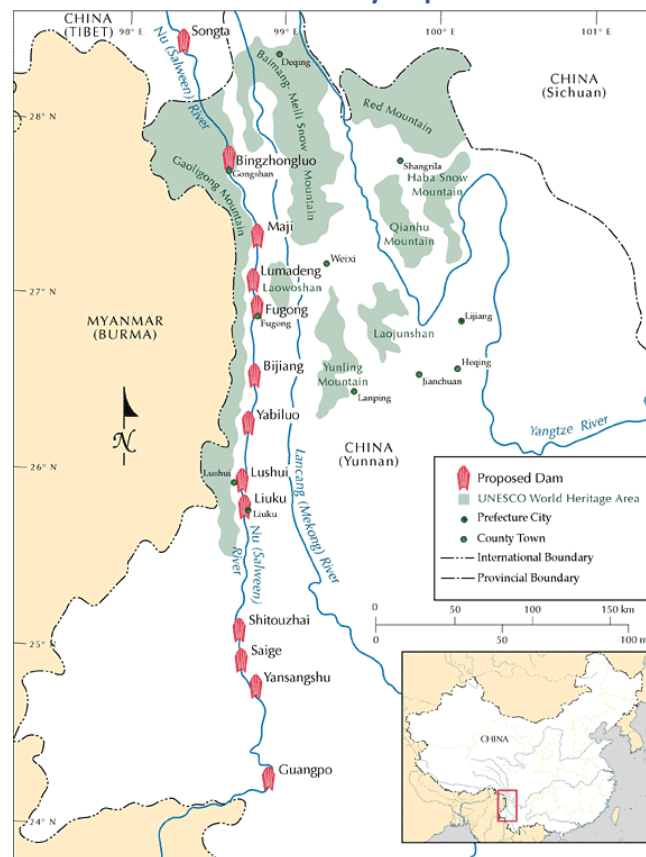 CHINA
(TIBET)
98° E
99° E
100° E
101° E
Songta
Nu (Salween) River
Deqing
Baimang-Meili Snow
Mountain
CHINA
(Sichuan)
28° N
Red Mountain
Bingzhongluo
Gongshan
Gaoligong Mountain
Shangrila
Haba Snow
Mountain
Qianhu
Mountain
Maji
Weixi
Lumadeng
Laowoshan
27° N
Fugong
Fugong
Lijiang
Laojunshan
MYANMAR
(BURMA)
Bijiang
Yunling
Mountain
Heqing
Jianchuan
Lanping
Yabiluo
N
Yangtze River
CHINA
(Yunnan)
26° N
Lushui
Lushui
Liuku
Liuku
Lancang (Mekong) River
Nu (Salween)
River
Proposed Dam
UNESCO World Heritage Area
Prefecture City
County Town
International Boundary
Provincial Boundary
0 50 100 150 km
0 50 100 m
Shitouzhai
25° N
Saige
Yansangshu
Guangpo
24° N
CHINA